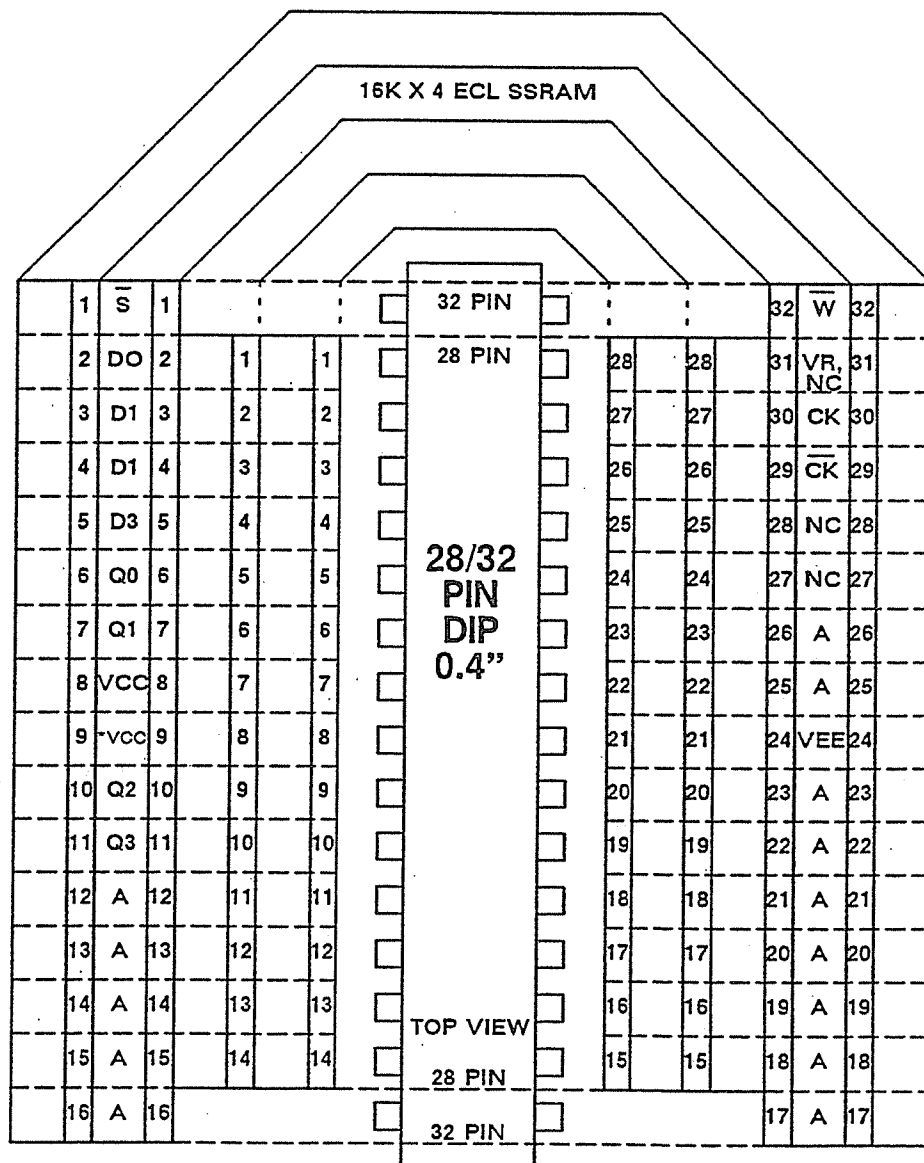 16K X 4 ECL SSRAM
1 S̅ 1 32 PIN 32 W̅ 32
2 DO 2 1 1 28 PIN 28 28 31 VR, NC 31
3 D1 3 2 2 27 27 30 CK 30
4 D1 4 3 3 26 26 29 C̅K̅ 29
5 D3 5 4 4 25 25 28 NC 28
6 Q0 6 5 5 24 24 27 NC 27
28/32
PIN
DIP
0.4"
7 Q1 7 6 6 23 23 26 A 26
8 VCC 8 7 7 22 22 25 A 25
9 *VCC 9 8 8 21 21 24 VEE 24
10 Q2 10 9 9 20 20 23 A 23
11 Q3 11 10 10 19 19 22 A 22
12 A 12 11 11 18 18 21 A 21
13 A 13 12 12 17 17 20 A 20
14 A 14 13 13 16 16 19 A 19
TOP VIEW
15 A 15 14 14 28 PIN 15 15 18 A 18
16 A 16 32 PIN 17 A 17